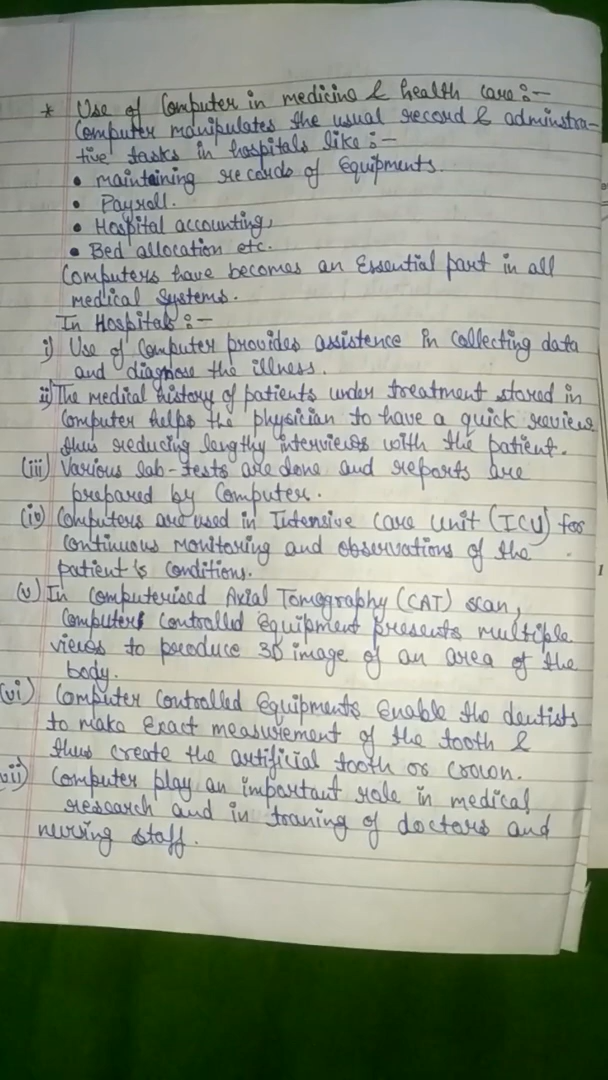 * Use of Computer in medicine & health care :-
Computer manipulates the usual record & adminstra-
tive tasks in hospitals like :-
• maintaining records of Equipments.
• Payroll.
• Hospital accounting,
• Bed allocation etc.
Computers have becomes an Essential part in all
medical Systems.
In Hospitals :-
i) Use of Computer provides assistence in Collecting data
and diagnose the illness.
ii) The medical history of patients under treatment stored in
Computer helps the physician to have a quick review
thus reducing lengthy interviews with the patient.
(iii) Various lab-tests are done and reports are
prepared by Computer.
(iv) Computers are used in Intensive Care Unit (ICU) for
Continuous Monitoring and observations of the
patient's conditions.
(v) In Computerised Axial Tomography (CAT) scan,
Computer Controlled Equipment presents multiple
views to produce 3D image of an area of the
body.
(vi) Computer Controlled Equipments Enable the dentists
to make Exact measurement of the tooth &
thus create the artificial tooth or crown.
(vii) Computer play an important role in medical
research and in traning of doctors and
nursing staff.